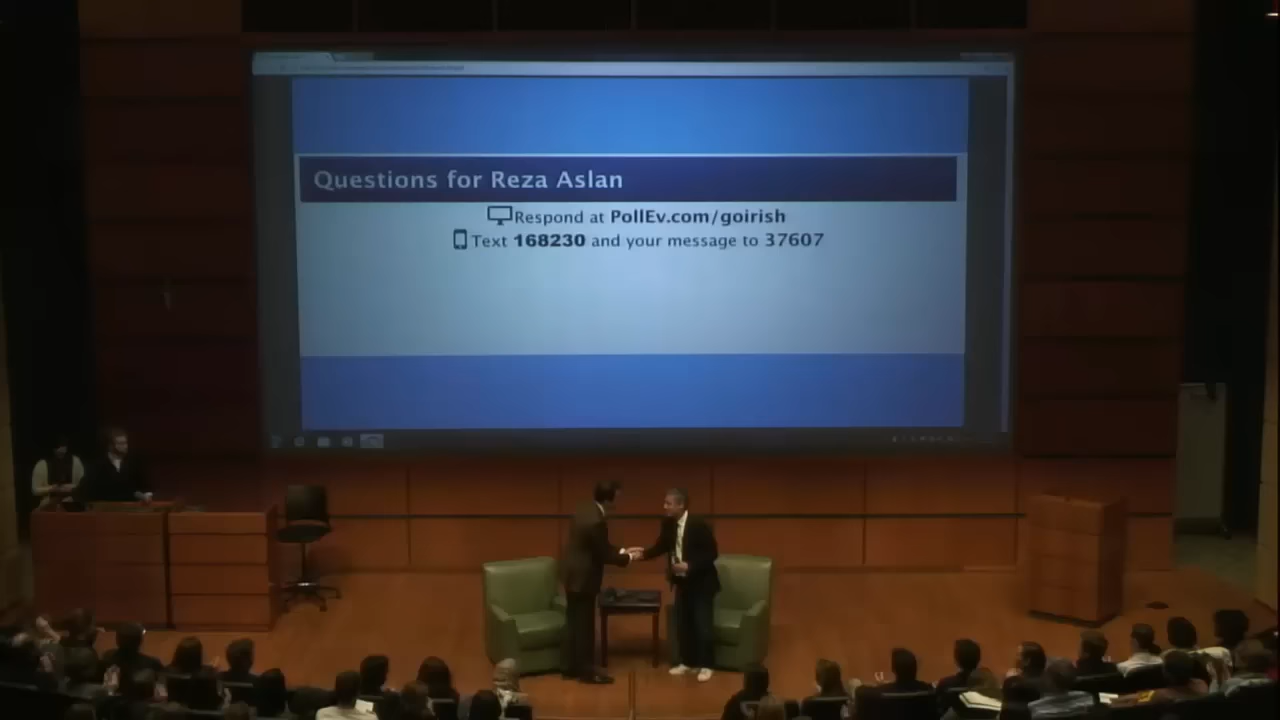 Questions for Reza Aslan
Respond at PollEv.com/goirish
Text 168230 and your message to 37607